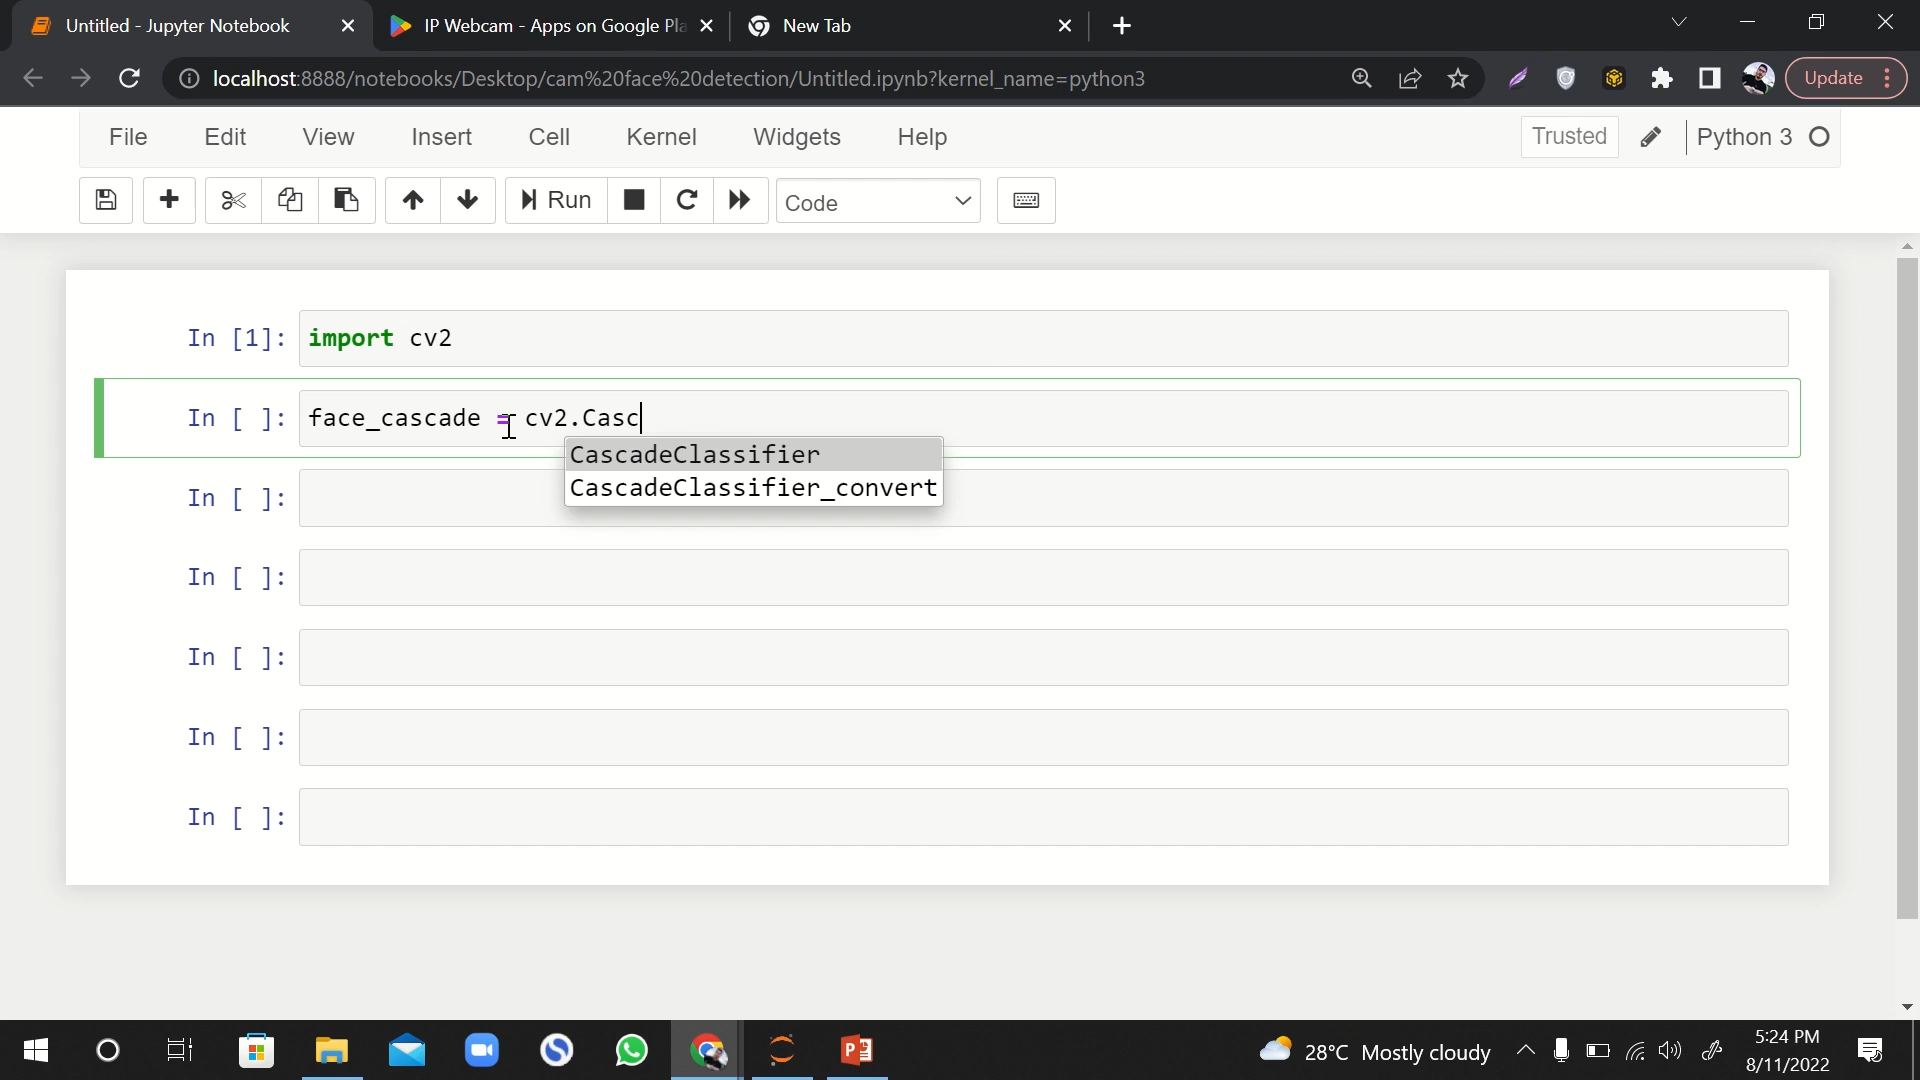 Untitled - Jupyter Notebook
IP Webcam - Apps on Google Pla
New Tab
localhost:8888/notebooks/Desktop/cam%20face%20detection/Untitled.ipynb?kernel_name=python3
Update
File Edit View Insert Cell Kernel Widgets Help
Trusted
Python 3
Run
Code
In [1]: import cv2
In [ ]: face_cascade = cv2.Casc
CascadeClassifier
CascadeClassifier_convert
In [ ]:
In [ ]:
In [ ]:
In [ ]:
In [ ]:
28°C Mostly cloudy
5:24 PM
8/11/2022